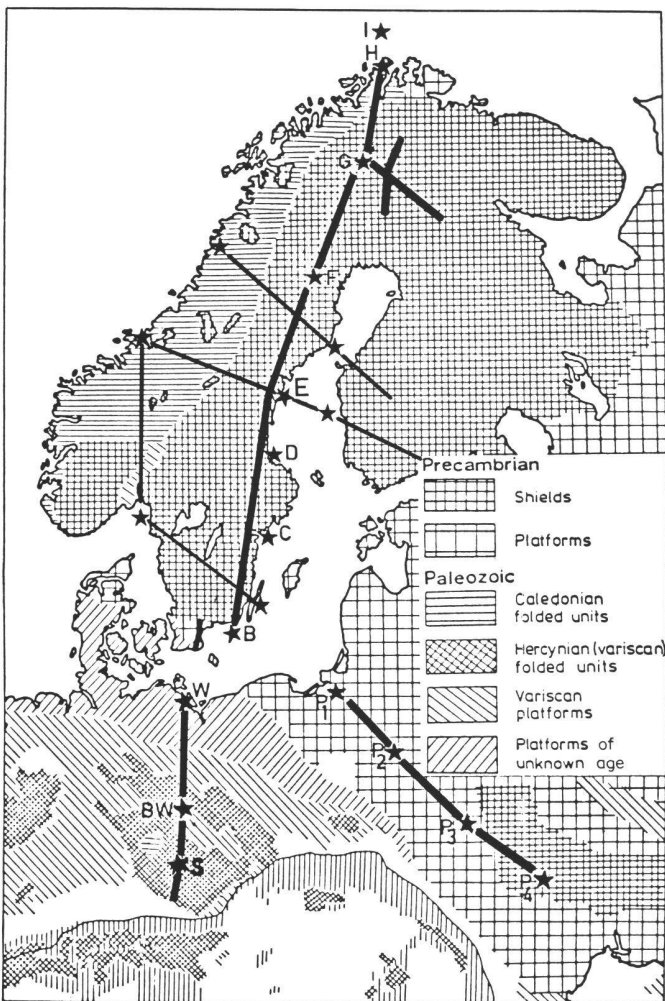 I
H
G
F
E
D
C
B
W
BW
S
P1
P2
P3
P4
Precambrian
Shields
Platforms
Paleozoic
Caledonian
folded units
Hercynian (variscan)
folded units
Variscan
platforms
Platforms of
unknown age